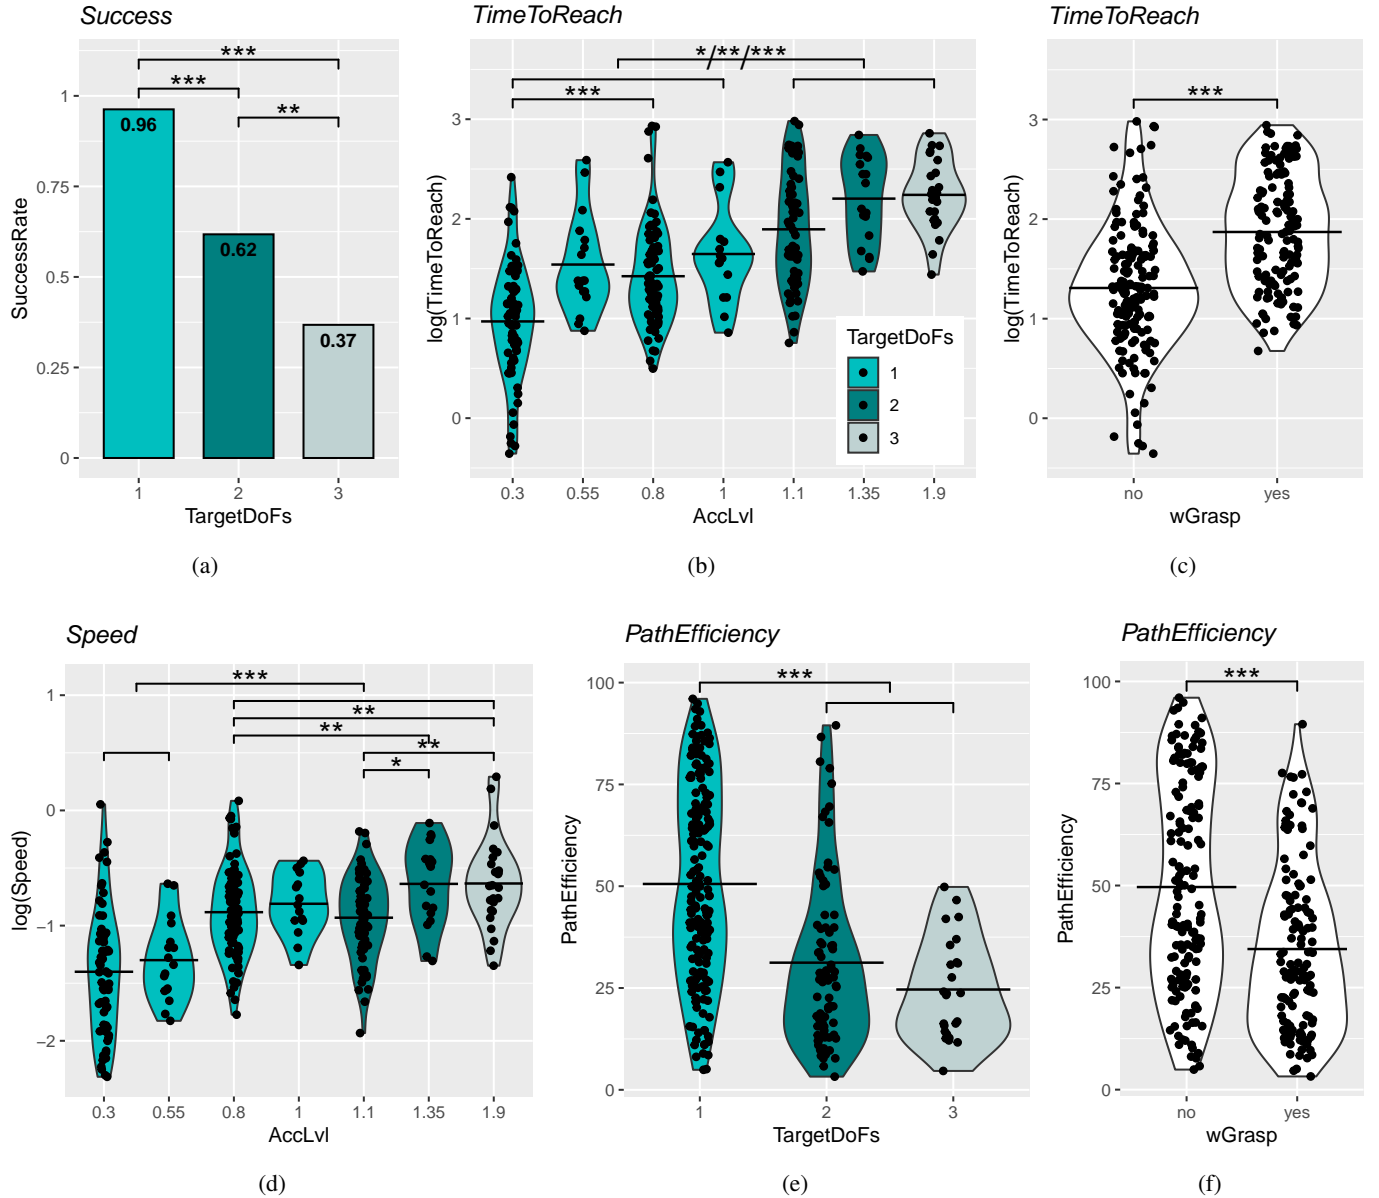 Success
***
***
**
1
0.75
0.5
0.25
0
SuccessRate
0.96
0.62
0.37
1
2
3
TargetDoFs
(a)
TimeToReach
*/**/***
***
3
2
1
0
log(TimeToReach)
TargetDoFs
1
2
3
0.3
0.55
0.8
1
1.1
1.35
1.9
AccLvl
(b)
TimeToReach
***
3
2
1
0
log(TimeToReach)
no
yes
wGrasp
(c)
Speed
***
**
**
**
*
1
0
−1
−2
log(Speed)
0.3
0.55
0.8
1
1.1
1.35
1.9
AccLvl
(d)
PathEfficiency
***
100
75
50
25
0
PathEfficiency
1
2
3
TargetDoFs
(e)
PathEfficiency
***
100
75
50
25
0
PathEfficiency
no
yes
wGrasp
(f)